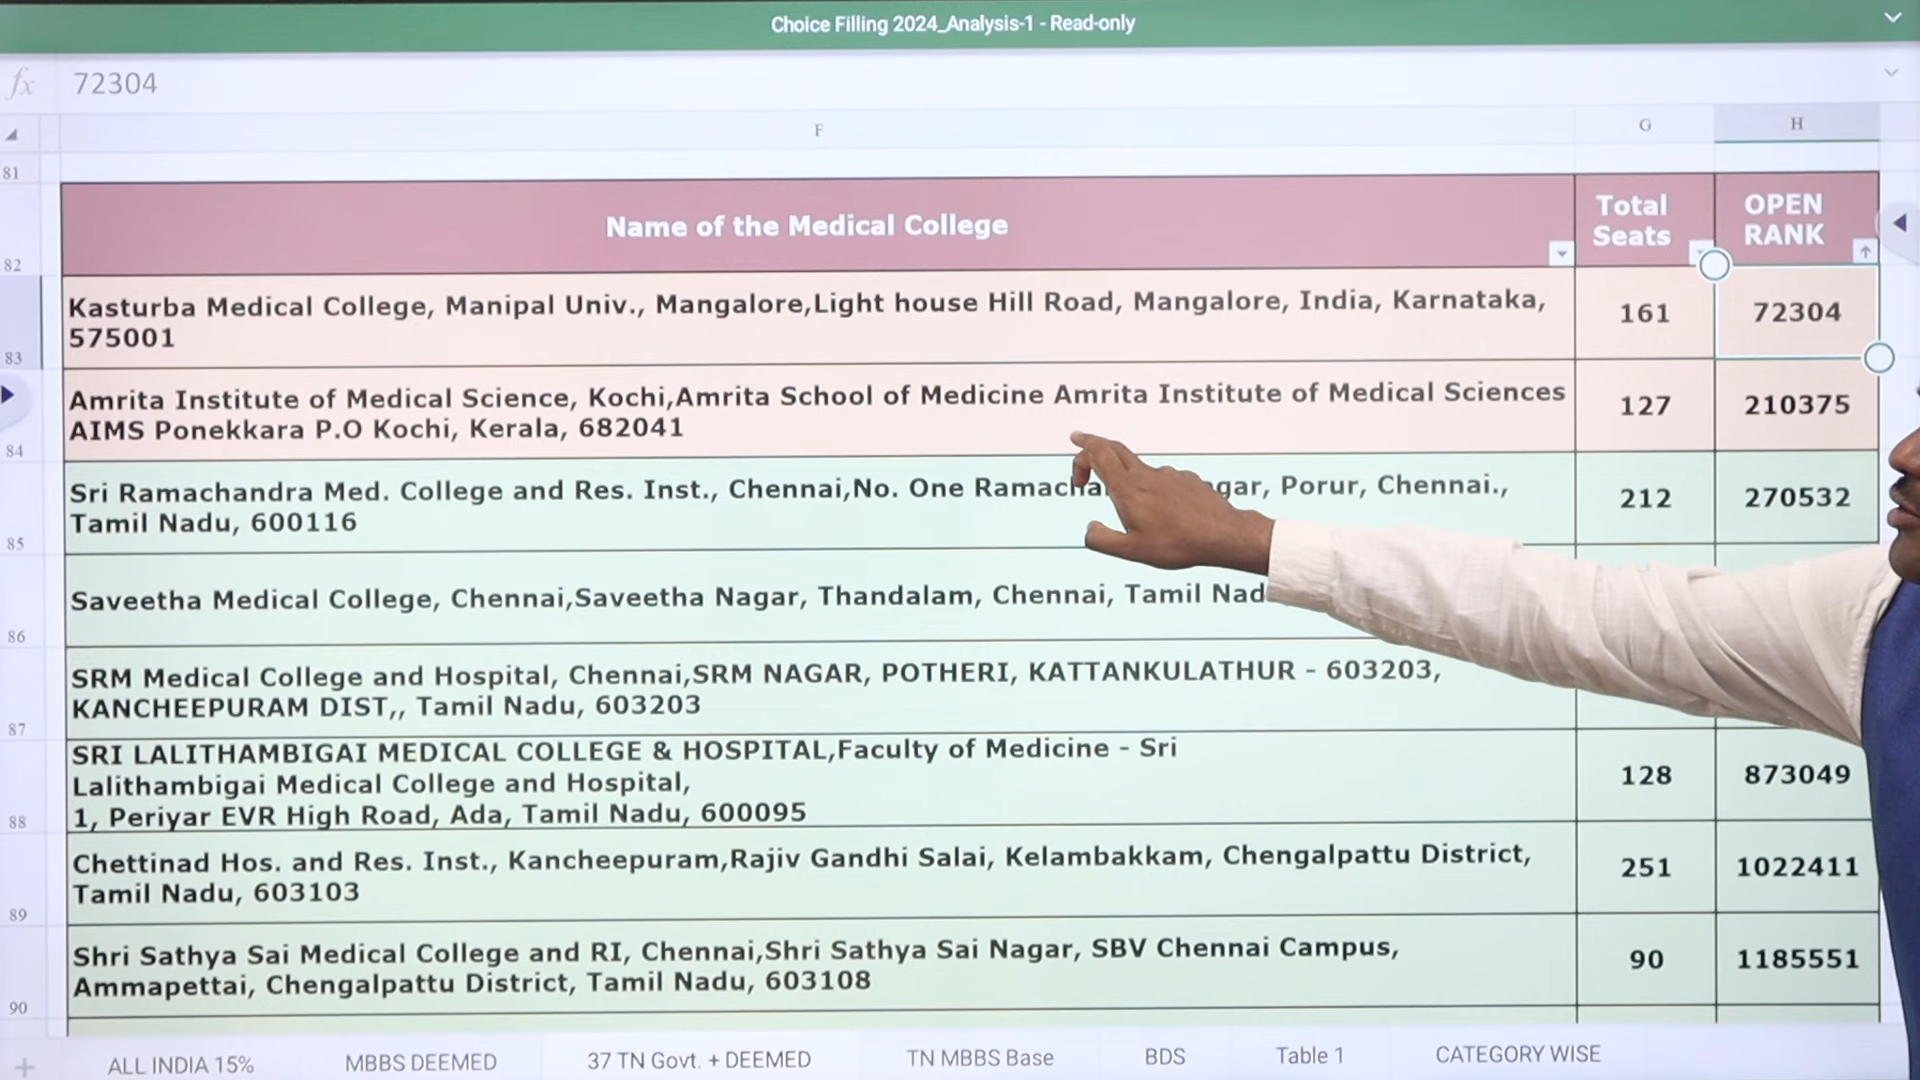 Choice Filling 2024_Analysis-1 - Read-only
fx 72304
F G H
81
82 Name of the Medical College Total Seats OPEN RANK
Kasturba Medical College, Manipal Univ., Mangalore,Light house Hill Road, Mangalore, India, Karnataka,
575001
83 161 72304
Amrita Institute of Medical Science, Kochi,Amrita School of Medicine Amrita Institute of Medical Sciences
AIMS Ponekkara P.O Kochi, Kerala, 682041
84 127 210375
Sri Ramachandra Med. College and Res. Inst., Chennai,No. One Porur, Chennai.,
Tamil Nadu, 600116
85 212 270532
Saveetha Medical College, Chennai,Saveetha Nagar, Thandalam, Chennai, Tamil
86
SRM Medical College and Hospital, Chennai,SRM NAGAR, POTHERI, KATTANKULATHUR - 603203,
KANCHEEPURAM DIST,, Tamil Nadu, 603203
87
SRI LALITHAMBIGAI MEDICAL COLLEGE & HOSPITAL,Faculty of Medicine - Sri
Lalithambigai Medical College and Hospital,
1, Periyar EVR High Road, Ada, Tamil Nadu, 600095
88 128 873049
Chettinad Hos. and Res. Inst., Kancheepuram,Rajiv Gandhi Salai, Kelambakkam, Chengalpattu District,
Tamil Nadu, 603103
89 251 1022411
Shri Sathya Sai Medical College and RI, Chennai,Shri Sathya Sai Nagar, SBV Chennai Campus,
Ammapettai, Chengalpattu District, Tamil Nadu, 603108
90 90 1185551
+ ALL INDIA 15% MBBS DEEMED 37 TN Govt. + DEEMED TN MBBS Base BDS Table 1 CATEGORY WISE